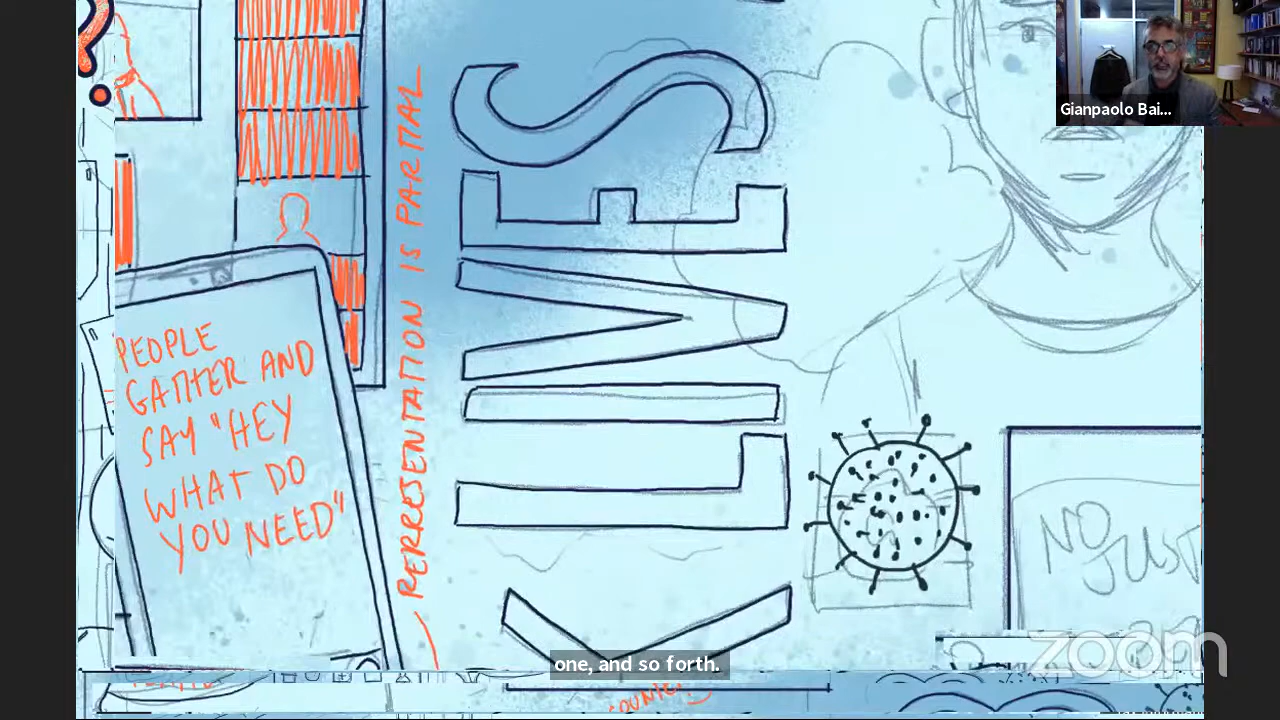 Gianpaolo Bai...
PEOPLE
GATHER AND
SAY "HEY
WHAT DO
YOU NEED"
REPRESENTATION IS PARTIAL
K LIVES
NO
JUST
one, and so forth.
zoom